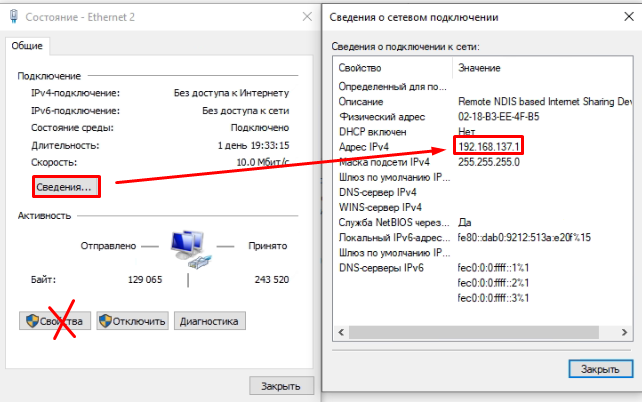 Состояние - Ethernet 2
Общие
Подключение
IPv4-подключение: Без доступа к Интернету
IPv6-подключение: Без доступа к сети
Состояние среды: Подключено
Длительность: 1 день 19:33:15
Скорость: 10.0 Мбит/с
Сведения...
Активность
Отправлено — — Принято
Байт: 129 065 243 520
Свойства
Отключить
Диагностика
Закрыть
Сведения о сетевом подключении
Сведения о подключении к сети:
Свойство Значение
Определенный для по...
Описание Remote NDIS based Internet Sharing Dev
Физический адрес 02-18-B3-EE-4F-B5
DHCP включен Нет
Адрес IPv4 192.168.137.1
Маска подсети IPv4 255.255.255.0
Шлюз по умолчанию IP...
DNS-сервер IPv4
WINS-сервер IPv4
Служба NetBIOS через... Да
Локальный IPv6-адрес... fe80::dab0:9212:513a:e20f%15
Шлюз по умолчанию IP...
DNS-серверы IPv6 fec0:0:0:ffff::1%1
fec0:0:0:ffff::2%1
fec0:0:0:ffff::3%1
Закрыть